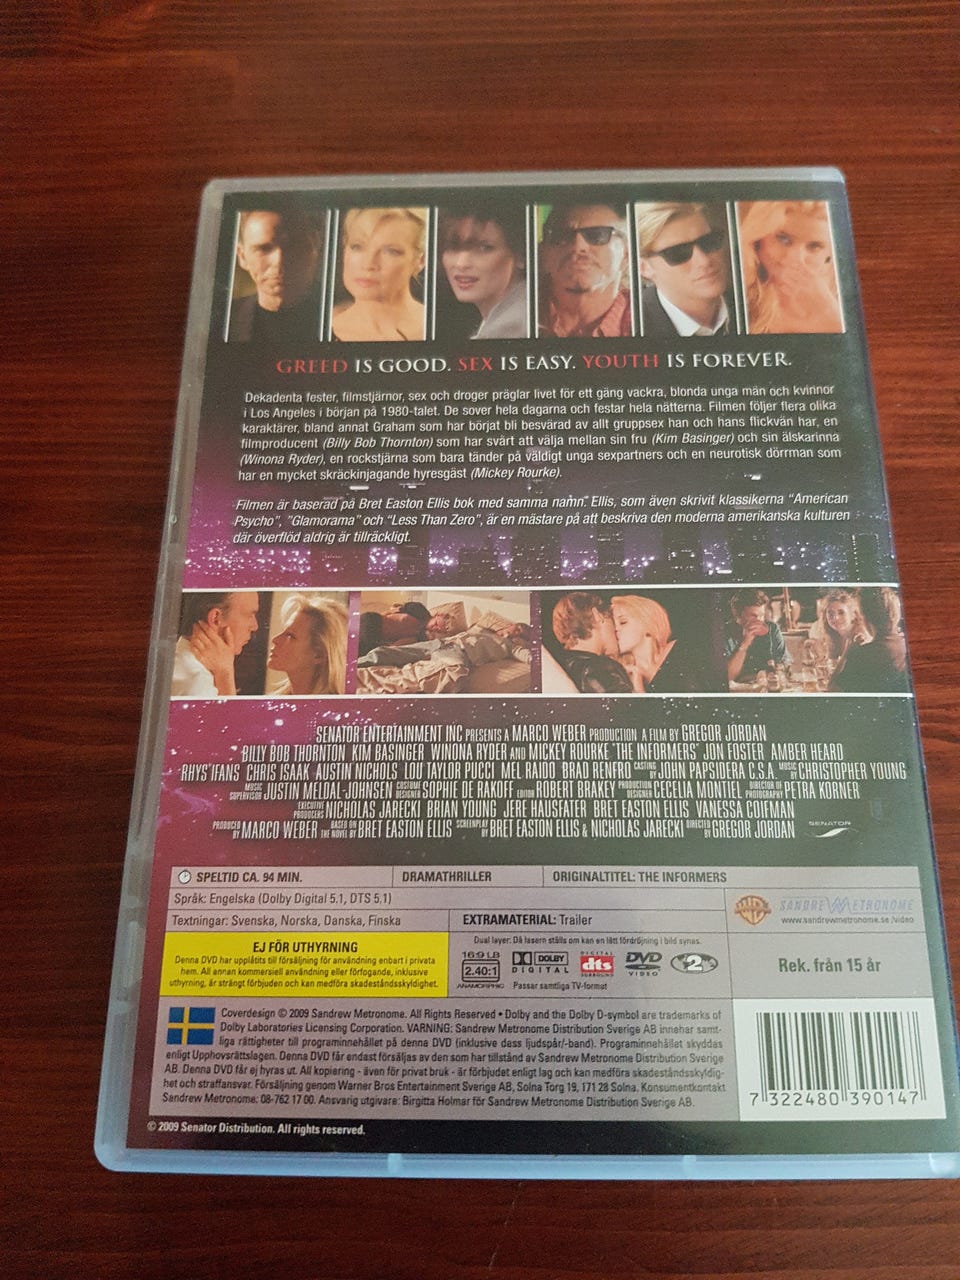 GREED IS GOOD. SEX IS EASY. YOUTH IS FOREVER.
Dekadenta fester, filmstjärnor, sex och droger präglar livet för ett gäng vackra, blonda unga män och kvinnor
i Los Angeles i början på 1980-talet. De sover hela dagarna och festar hela nätterna. Filmen följer flera olika
karaktärer, bland annat Graham som har börjat bli besvärad av allt gruppsex han och hans flickvän har, en
filmproducent (Billy Bob Thornton) som har svårt att välja mellan sin fru (Kim Basinger) och sin älskarinna
(Winona Ryder), en rockstjärna som bara tänder på väldigt unga sexpartners och en neurotisk dörrman som
har en mycket skräckinjagande hyresgäst (Mickey Rourke).
Filmen är baserad på Bret Easton Ellis bok med samma namn. Ellis, som även skrivit klassikerna "American
Psycho", "Glamorama" och "Less Than Zero", är en mästare på att beskriva den moderna amerikanska kulturen
där överflöd aldrig är tillräckligt.
SENATOR ENTERTAINMENT INC PRESENTS A MARCO WEBER PRODUCTION A FILM BY GREGOR JORDAN
BILLY BOB THORNTON KIM BASINGER WINONA RYDER AND MICKEY ROURKE "THE INFORMERS" JON FOSTER AMBER HEARD
RHYS IFANS CHRIS ISAAK AUSTIN NICHOLS LOU TAYLOR PUCCI MEL RAIDO BRAD RENFRO CASTING BY JOHN PAPSIDERA C.S.A. MUSIC BY CHRISTOPHER YOUNG
MUSIC SUPERVISOR JUSTIN MELDAL-JOHNSEN COSTUME DESIGNER SOPHIE DE RAKOFF EDITOR ROBERT BRAKEY PRODUCTION DESIGNER CECELIA MONTIEL DIRECTOR OF PHOTOGRAPHY PETRA KORNER
EXECUTIVE PRODUCERS NICHOLAS JARECKI BRIAN YOUNG JERE HAUSFATER BRET EASTON ELLIS VANESSA COIFMAN
PRODUCED BY MARCO WEBER BASED ON THE NOVEL BY BRET EASTON ELLIS SCREENPLAY BY BRET EASTON ELLIS & NICHOLAS JARECKI DIRECTED BY GREGOR JORDAN
SENATOR
SPELTID CA. 94 MIN. DRAMATHRILLER ORIGINALTITEL: THE INFORMERS
Språk: Engelska (Dolby Digital 5.1, DTS 5.1)
Textningar: Svenska, Norska, Danska, Finska EXTRAMATERIAL: Trailer
SANDREW METRONOME
www.sandrewmetronome.se/video
EJ FÖR UTHYRNING
Denna DVD har upplåtits till försäljning för användning enbart i privata
hem. All annan kommersiell användning eller förfogande, inklusive
uthyrning, är strängt förbjuden och kan medföra skadeståndsskyldighet.
Dual layer: Då lasern ställs om kan en lätt fördröjning i bild synas.
16:9 LB
2.40:1
ANAMORPHIC
DOLBY
DIGITAL
DIGITAL
dts
SURROUND
DVD
VIDEO
2
Passar samtliga TV-format
Rek. från 15 år
Coverdesign © 2009 Sandrew Metronome. All Rights Reserved • Dolby and the Dolby D-symbol are trademarks of
Dolby Laboratories Licensing Corporation. VARNING: Sandrew Metronome Distribution Sverige AB innehar samt-
liga rättigheter till programinnehållet på denna DVD (inklusive dess ljudspår/-band). Programinnehållet skyddas
enligt Upphovsrättslagen. Denna DVD får endast försäljas av den som har tillstånd av Sandrew Metronome Distribution Sverige
AB. Denna DVD får ej hyras ut. All kopiering - även för privat bruk - är förbjudet enligt lag och kan medföra skadeståndsskyldig-
het och straffansvar. Försäljning genom Warner Bros Entertainment Sverige AB, Solna Torg 19, 171 28 Solna. Konsumentkontakt
Sandrew Metronome: 08-762 17 00. Ansvarig utgivare: Birgitta Holmar för Sandrew Metronome Distribution Sverige AB.
7 322480 390147
© 2009 Senator Distribution. All rights reserved.